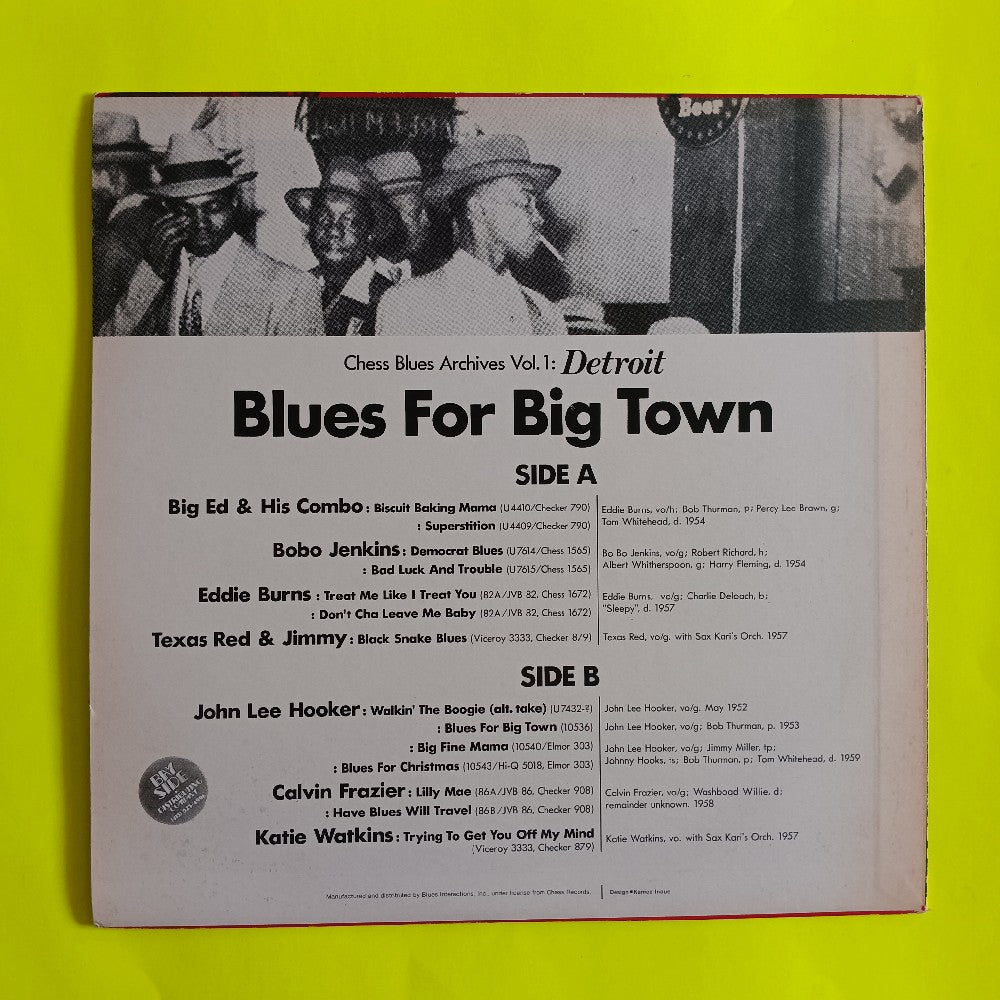 Beer
Chess Blues Archives Vol. 1: Detroit
Blues For Big Town
SIDE A
Big Ed & His Combo : Biscuit Baking Mama (U4410/Checker 790)
: Superstition (U4409/Checker 790)
Eddie Burns, vo/h; Bob Thurman, p; Percy Lee Brown, g;
Tom Whitehead, d. 1954
Bobo Jenkins : Democrat Blues (U7614/Chess 1565)
: Bad Luck And Trouble (U7615/Chess 1565)
Bo Bo Jenkins, vo/g; Robert Richard, h;
Albert Whitherspoon, g; Harry Fleming, d. 1954
Eddie Burns : Treat Me Like I Treat You (82A/JVB 82, Chess 1672)
: Don't Cha Leave Me Baby (82A/JVB 82, Chess 1672)
Eddie Burns, vo/g; Charlie Deloach, b;
"Sleepy", d. 1957
Texas Red & Jimmy : Black Snake Blues (Viceroy 3333, Checker 8/9)
Texas Red, vo/g. with Sax Kari's Orch. 1957
SIDE B
John Lee Hooker : Walkin' The Boogie (alt. take) (U7432-?)
John Lee Hooker, vo/g. May 1952
: Blues For Big Town (10536)
John Lee Hooker, vo/g; Bob Thurman, p. 1953
: Big Fine Mama (10540/Elmor 303)
: Blues For Christmas (10543/Hi-Q 5018, Elmor 303)
John Lee Hooker, vo/g; Jimmy Miller, tp;
Johnny Hooks, ts; Bob Thurman, p; Tom Whitehead, d. 1959
Calvin Frazier : Lilly Mae (86A/JVB 86, Checker 908)
: Have Blues Will Travel (86B/JVB 86, Checker 908)
Calvin Frazier, vo/g; Washboad Willie, d;
remainder unknown. 1958
Katie Watkins : Trying To Get You Off My Mind
(Viceroy 3333, Checker 879)
Katie Watkins, vo. with Sax Kari's Orch. 1957
BAY
SIDE
DISTRIBUTING
Manufactured and distributed by Blues Interactions, Inc., under license from Chess Records.
Design • Kamee Inoue